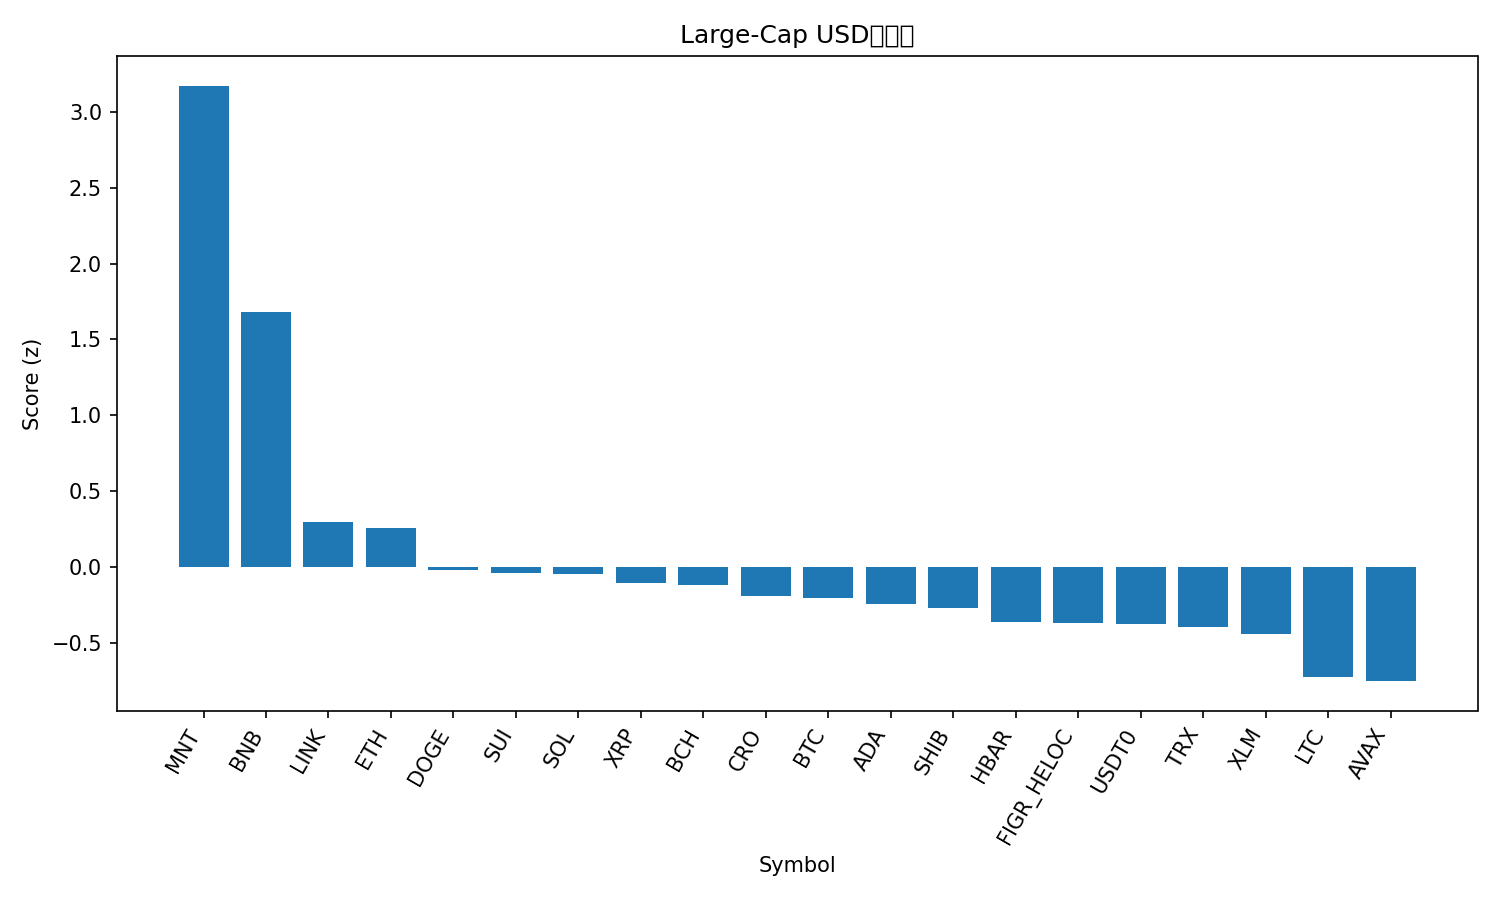 Large-Cap USD
Score (z)
3.0
2.5
2.0
1.5
1.0
0.5
0.0
−0.5
MNT
BNB
LINK
ETH
DOGE
SUI
SOL
XRP
BCH
CRO
BTC
ADA
SHIB
HBAR
FIGR_HELOC
USDT0
TRX
XLM
LTC
AVAX
Symbol